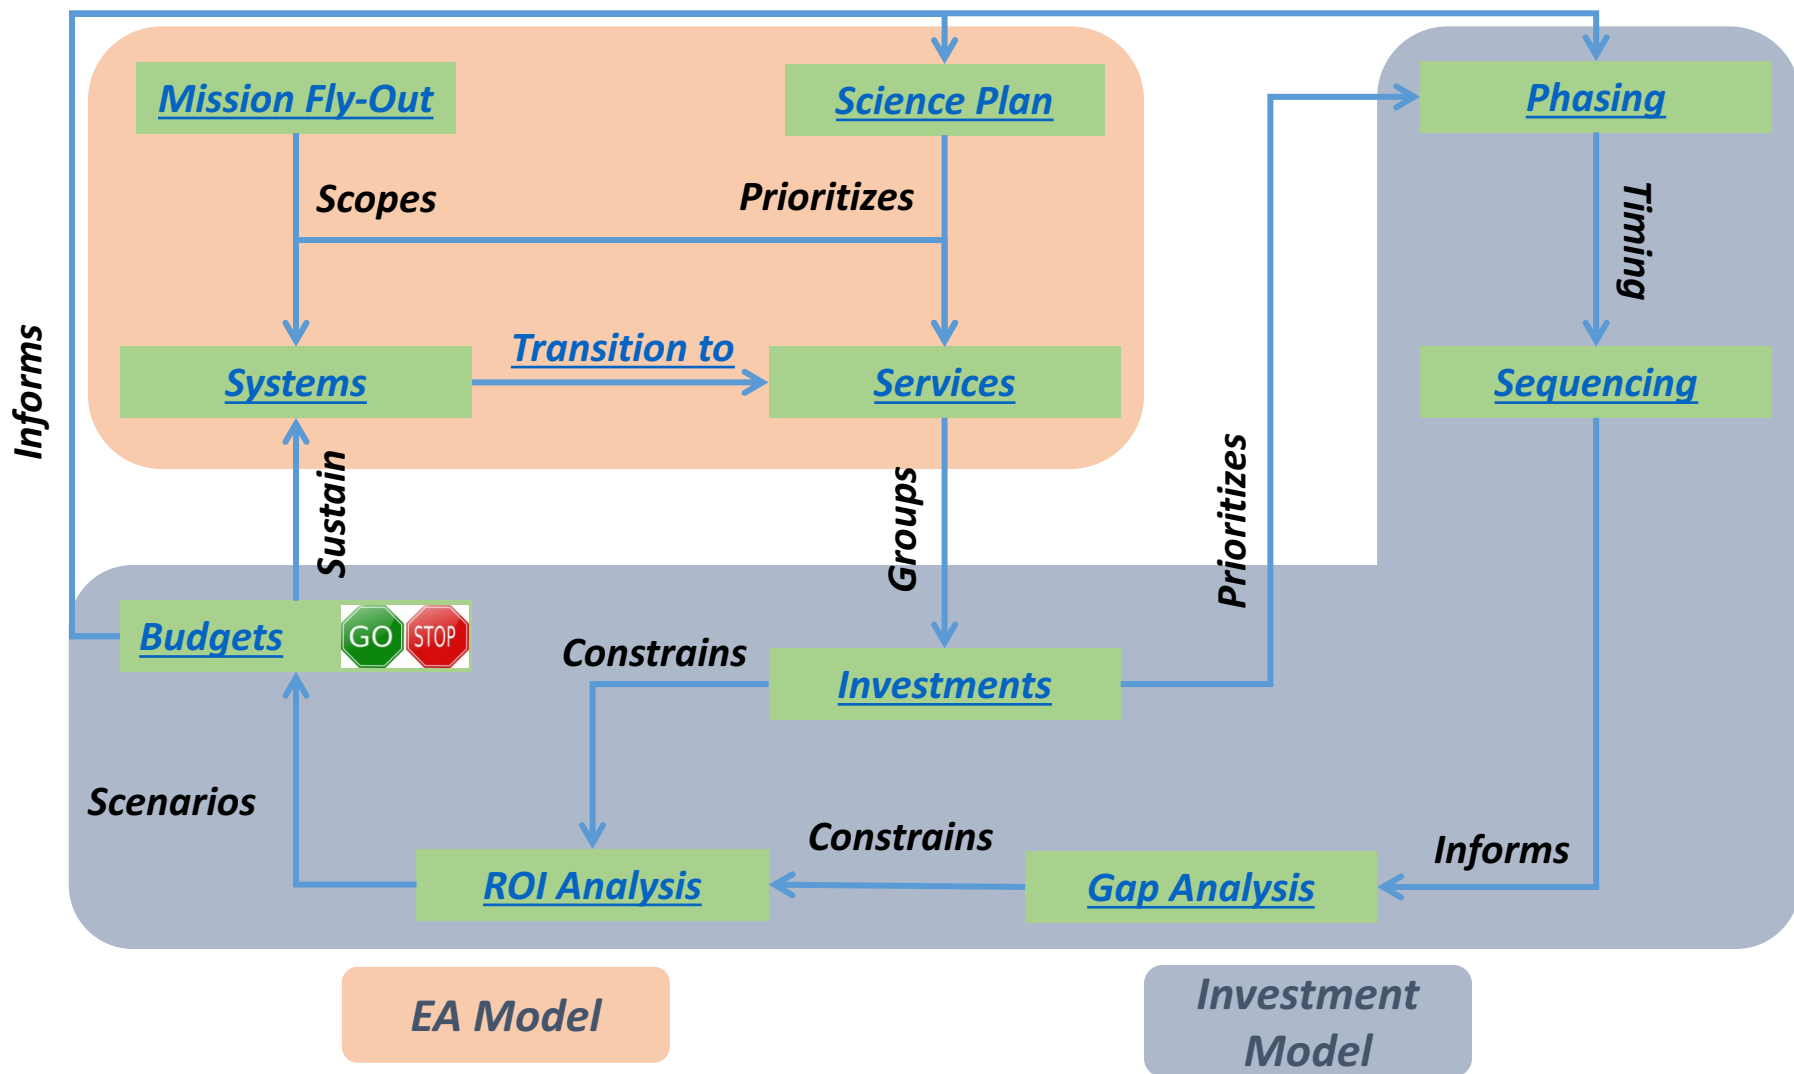 Mission Fly-Out
Science Plan
Phasing
Scopes
Prioritizes
Timing
Informs
Systems
Transition to
Services
Sequencing
Sustain
Groups
Prioritizes
Budgets
GO
STOP
Constrains
Investments
Scenarios
Constrains
Informs
ROI Analysis
Gap Analysis
EA Model
Investment
Model